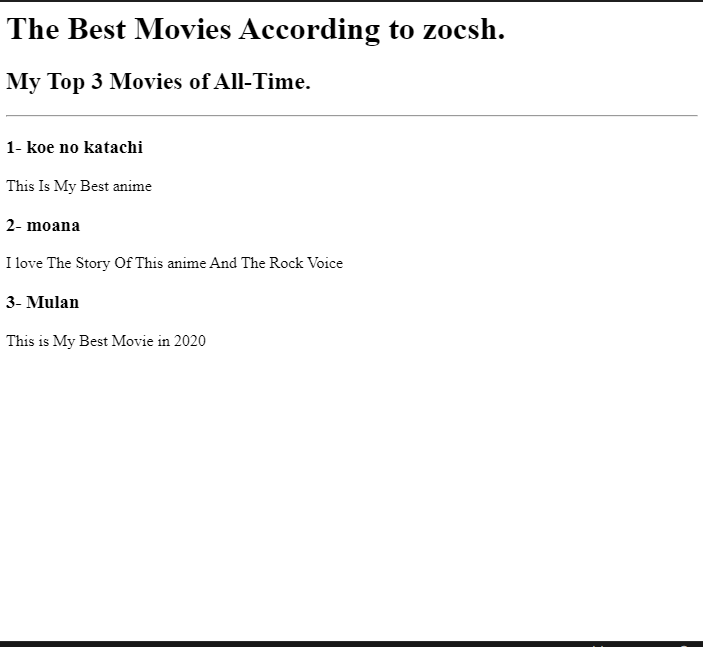 The Best Movies According to zocsh.
My Top 3 Movies of All-Time.
1- koe no katachi
This Is My Best anime
2- moana
I love The Story Of This anime And The Rock Voice
3- Mulan
This is My Best Movie in 2020